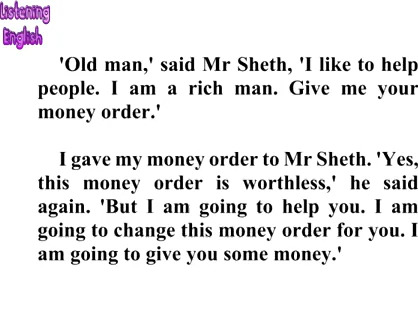 Listening
English
'Old man,' said Mr Sheth, 'I like to help
people. I am a rich man. Give me your
money order.'
I gave my money order to Mr Sheth. 'Yes,
this money order is worthless,' he said
again. 'But I am going to help you. I am
going to change this money order for you. I
am going to give you some money.'